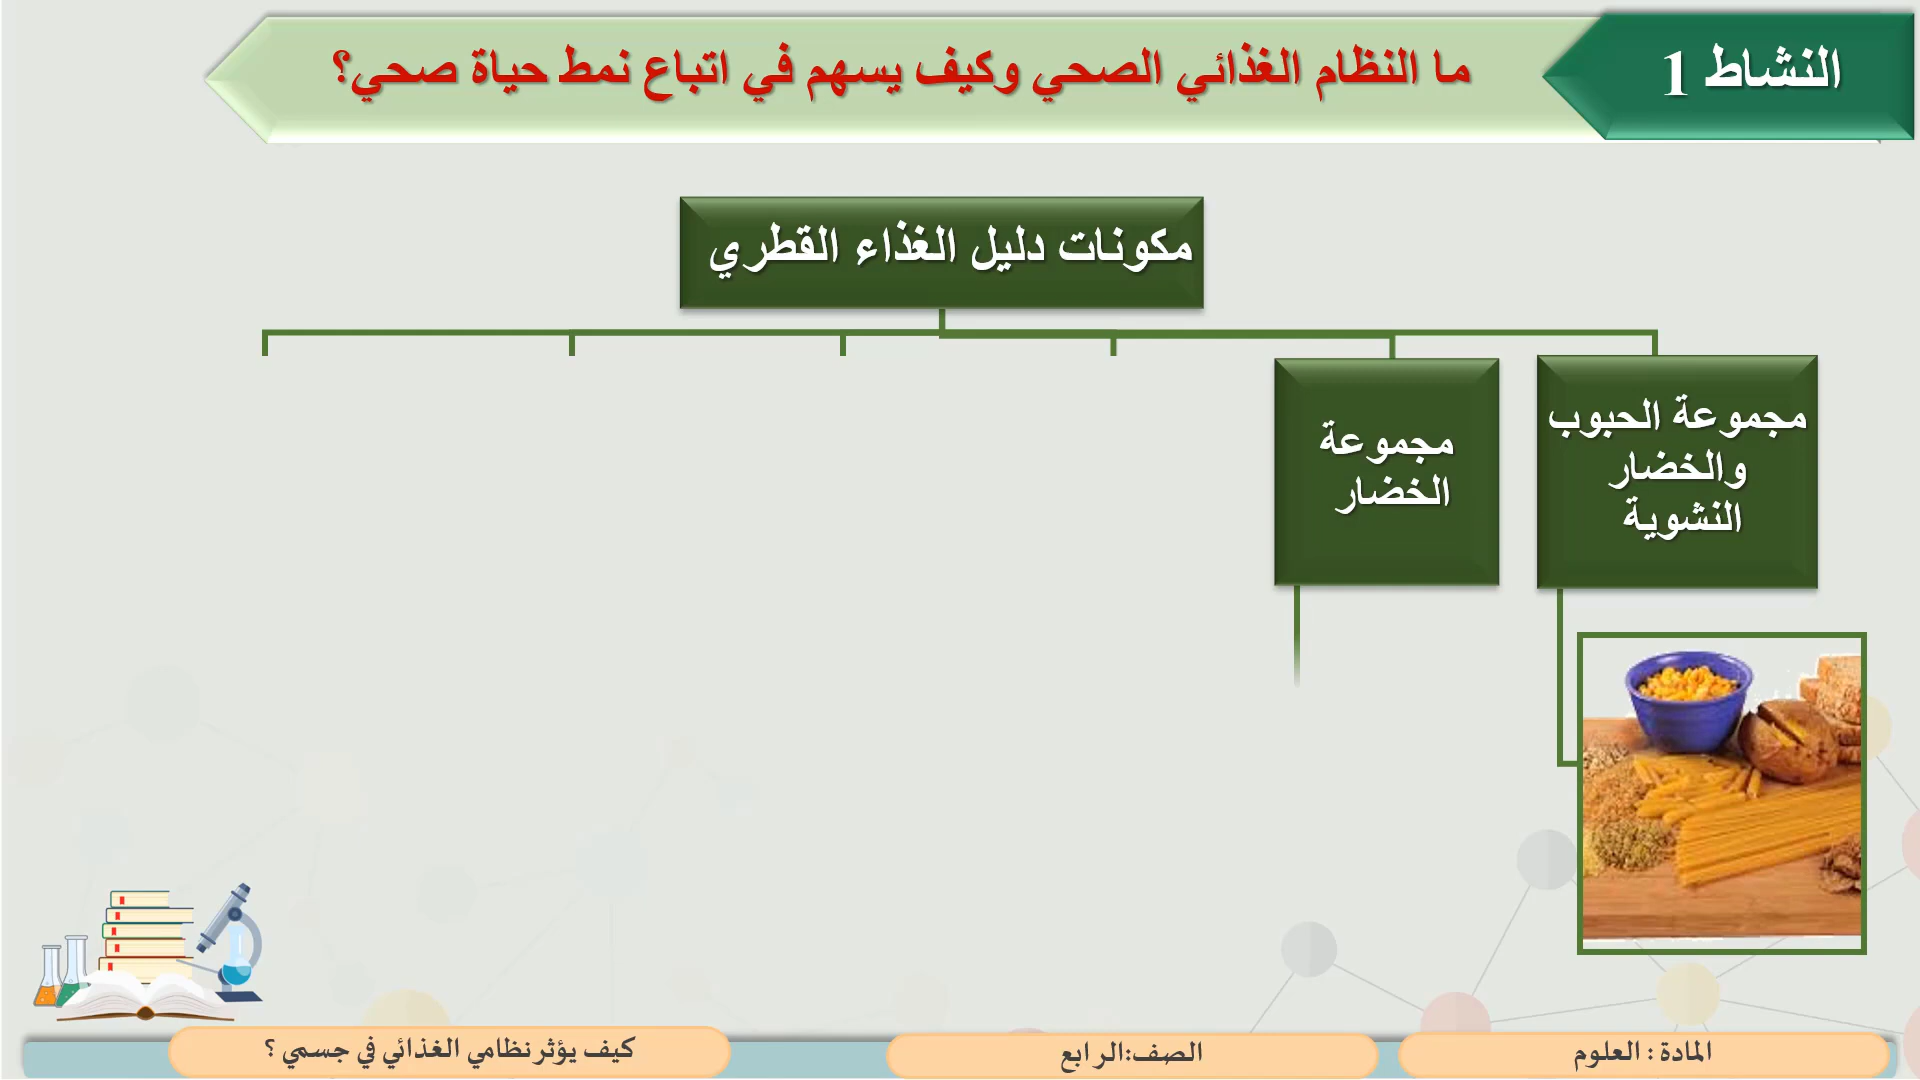 النشاط 1
ما النظام الغذائي الصحي وكيف يسهم في اتباع نمط حياة صحي؟
مكونات دليل الغذاء القطري
مجموعة الحبوب
والخضار
النشوية
مجموعة
الخضار
المادة : العلوم
الصف:الرابع
كيف يؤثر نظامي الغذائي في جسمي ؟